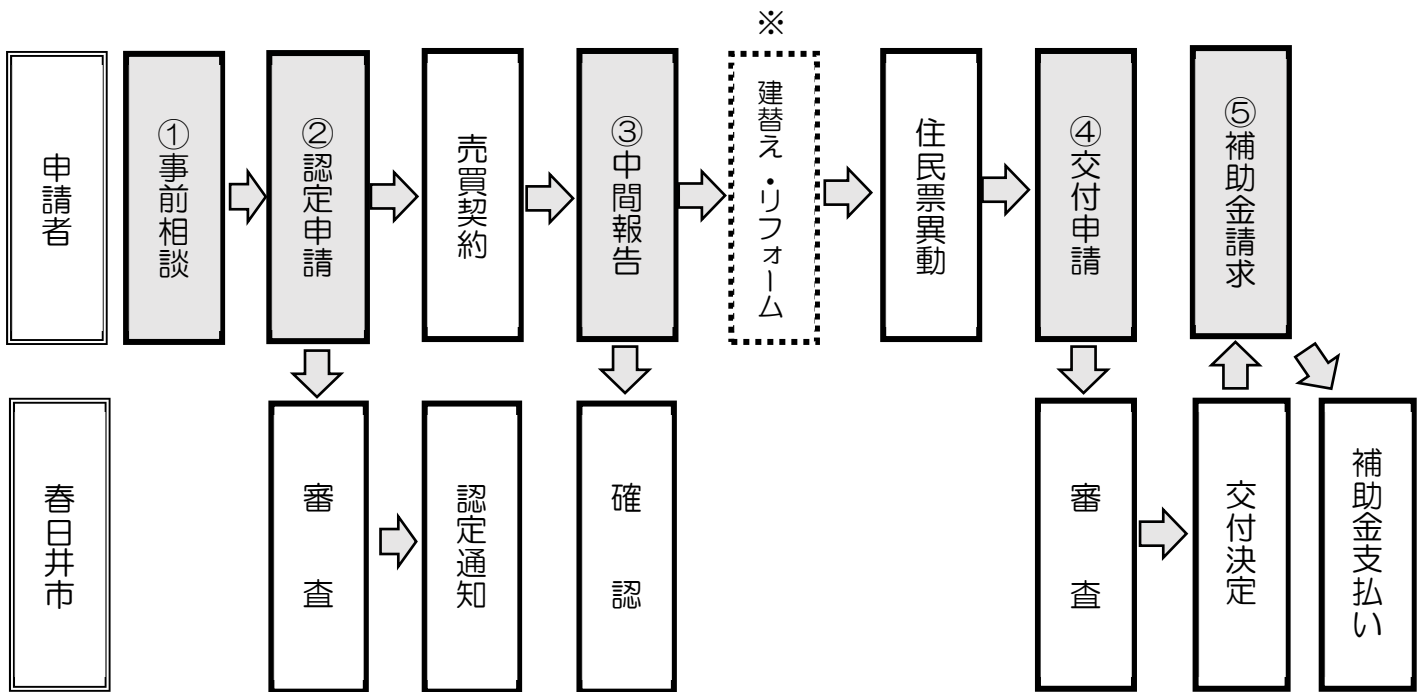 ※
申請者
①事前相談
②認定申請
売買契約
③中間報告
建替え・リフォーム
住民票異動
④交付申請
⑤補助金請求
春日井市
審査
認定通知
確認
審査
交付決定
補助金支払い